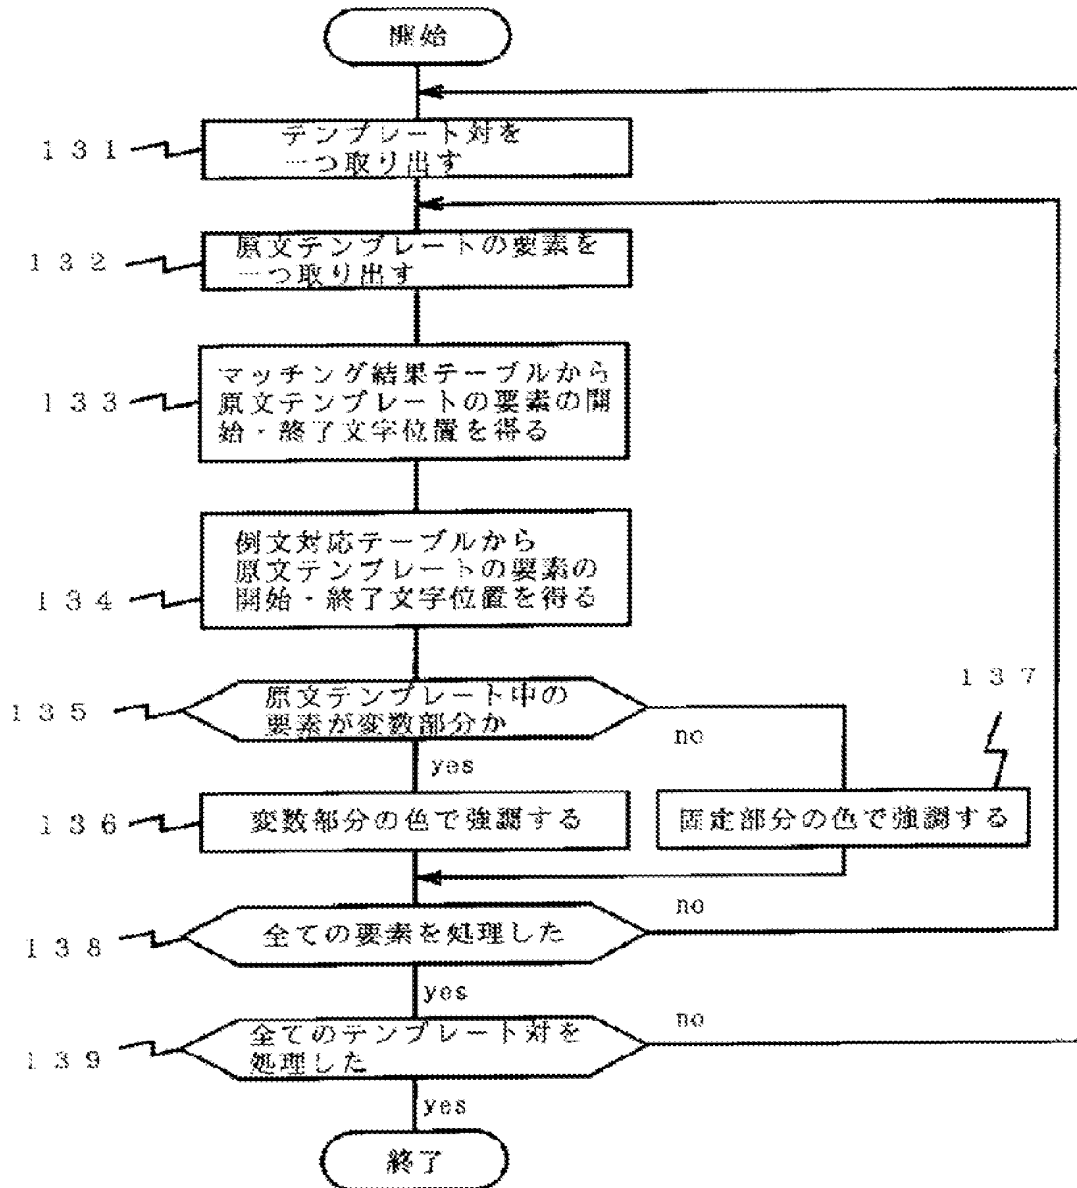 開始
１３１
テンプレート対を
一つ取り出す
１３２
原文テンプレートの要素を
一つ取り出す
１３３
マッチング結果テーブルから
原文テンプレートの要素の開
始・終了文字位置を得る
１３４
例文対応テーブルから
原文テンプレートの要素の
開始・終了文字位置を得る
１３５
原文テンプレート中の
要素が変数部分か
１３７
no
yes
１３６
変数部分の色で強調する
固定部分の色で強調する
１３８
全ての要素を処理した
no
yes
１３９
全てのテンプレート対を
処理した
no
yes
終了